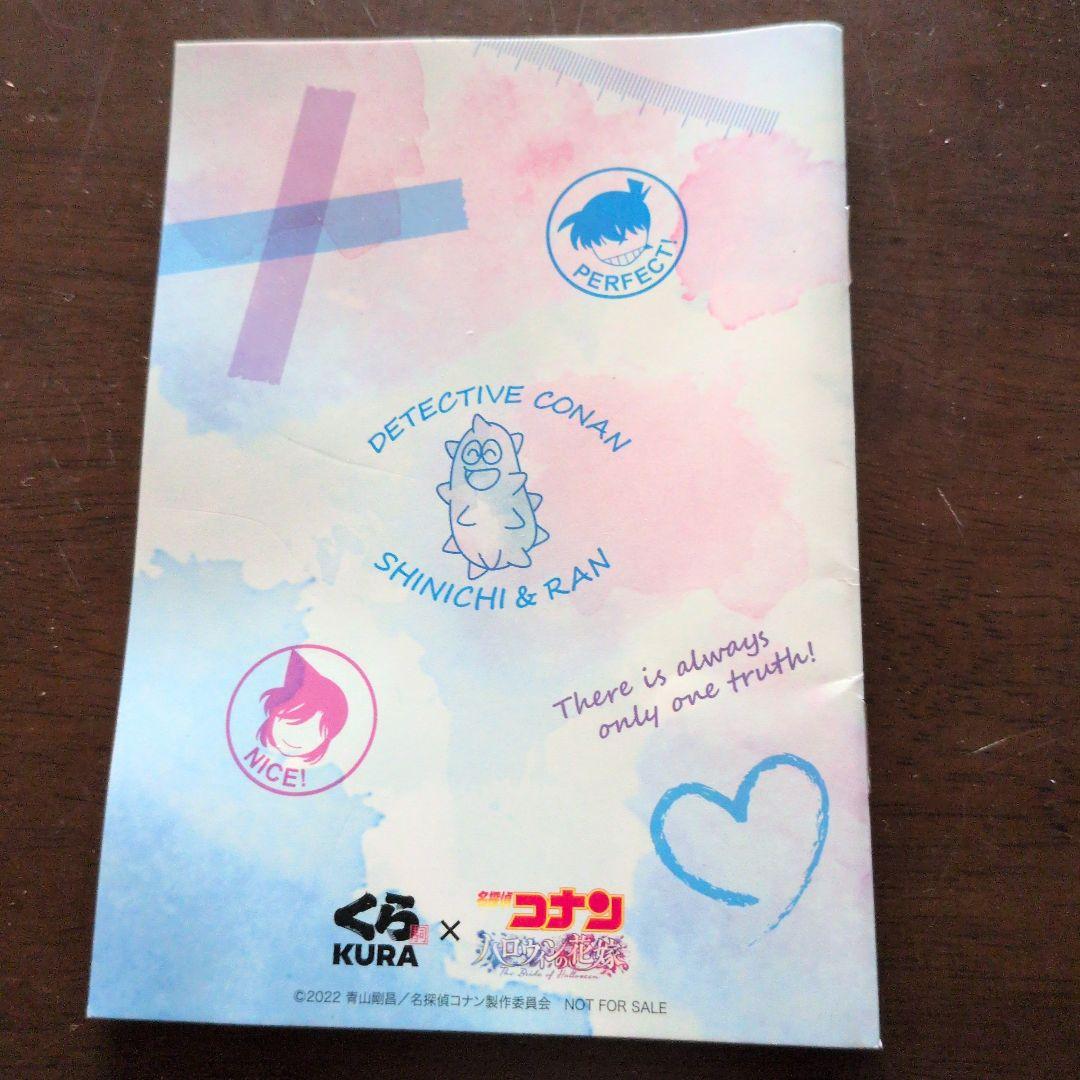 PERFECT!
DETECTIVE CONAN
SHINICHI & RAN
There is always
only one truth!
NICE!
くら
KURA
×
名探偵
コナン
ハロウィンの花嫁
The Bride of Halloween
©2022 青山剛昌／名探偵コナン製作委員会 NOT FOR SALE